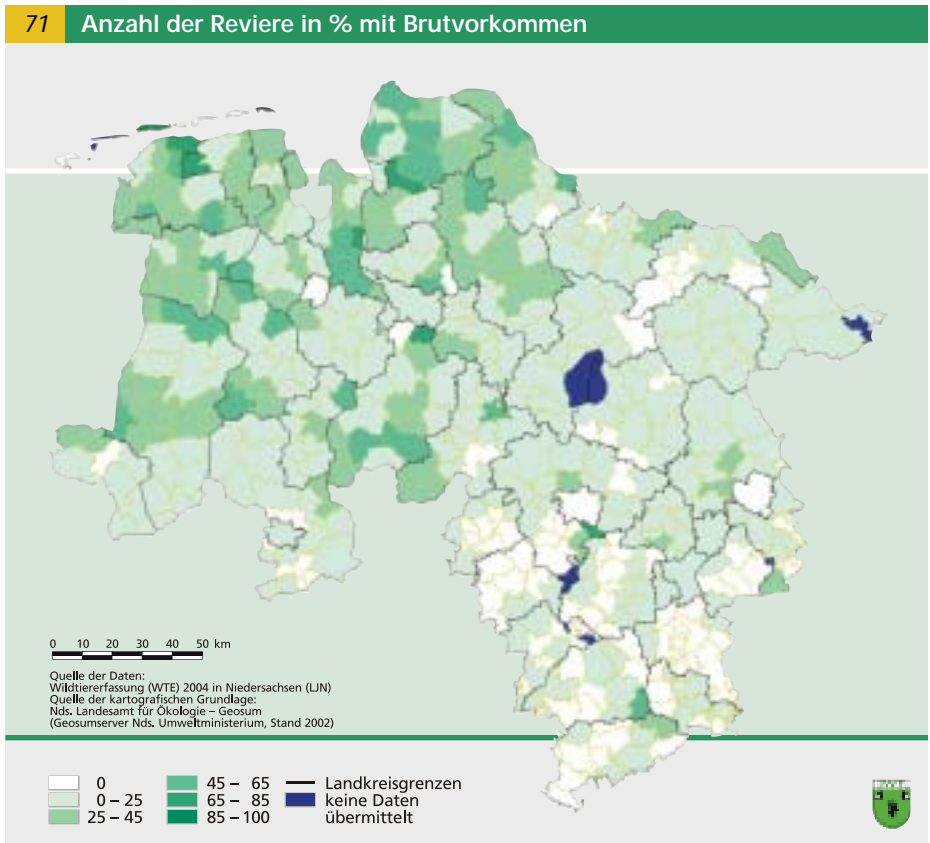 71 Anzahl der Reviere in % mit Brutvorkommen
0 10 20 30 40 50 km
Quelle der Daten:
Wildtiererfassung (WTE) 2004 in Niedersachsen (LJN)
Quelle der kartografischen Grundlage:
Nds. Landesamt für Ökologie – Geosum
(Geosumserver Nds. Umweltministerium, Stand 2002)
0
0 – 25
25 – 45
45 – 65
65 – 85
85 – 100
Landkreisgrenzen
keine Daten
übermittelt